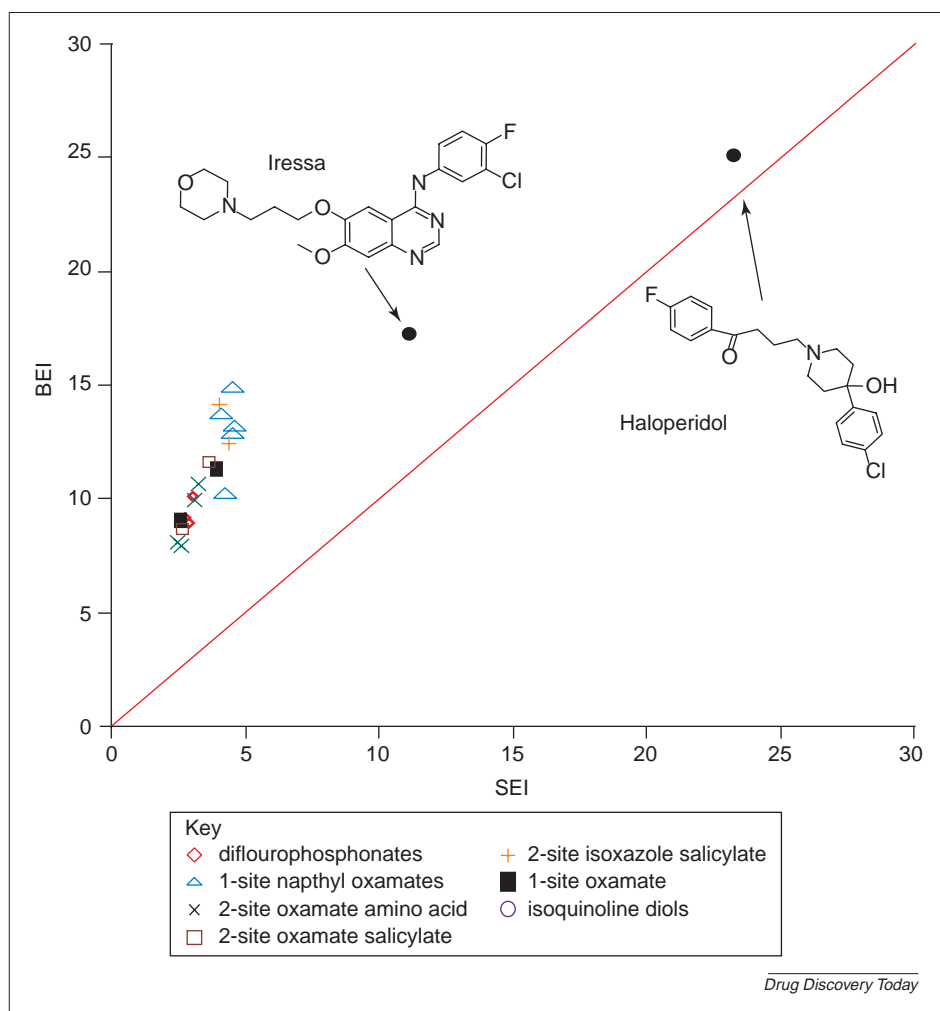 30
25
20
15
10
5
0
BEI
0
5
10
15
20
25
30
SEI
Iressa
F
Cl
N
O
N
O
N
O
N
Haloperidol
F
O
N
OH
Cl
Key
diflourophosphonates
1-site napthyl oxamates
2-site oxamate amino acid
2-site oxamate salicylate
2-site isoxazole salicylate
1-site oxamate
isoquinoline diols
Drug Discovery Today